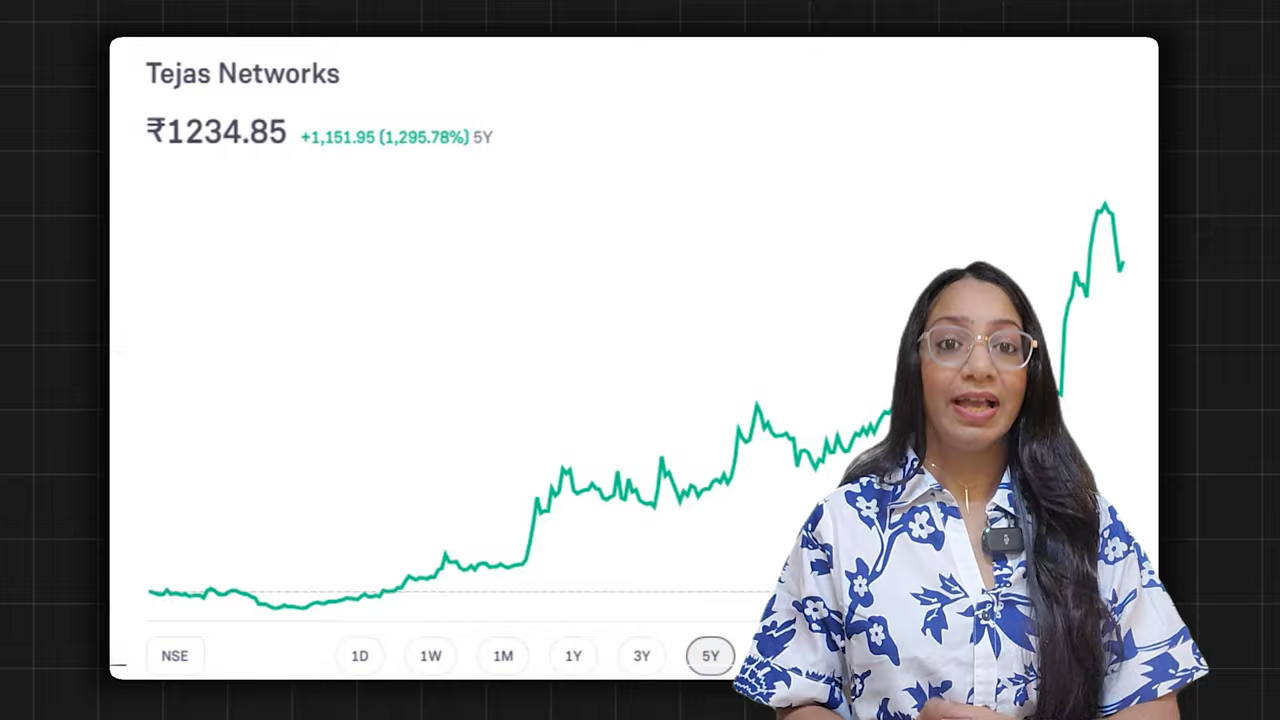 Tejas Networks
₹1234.85 +1,151.95 (1,295.78%) 5Y
NSE 1D 1W 1M 1Y 3Y 5Y